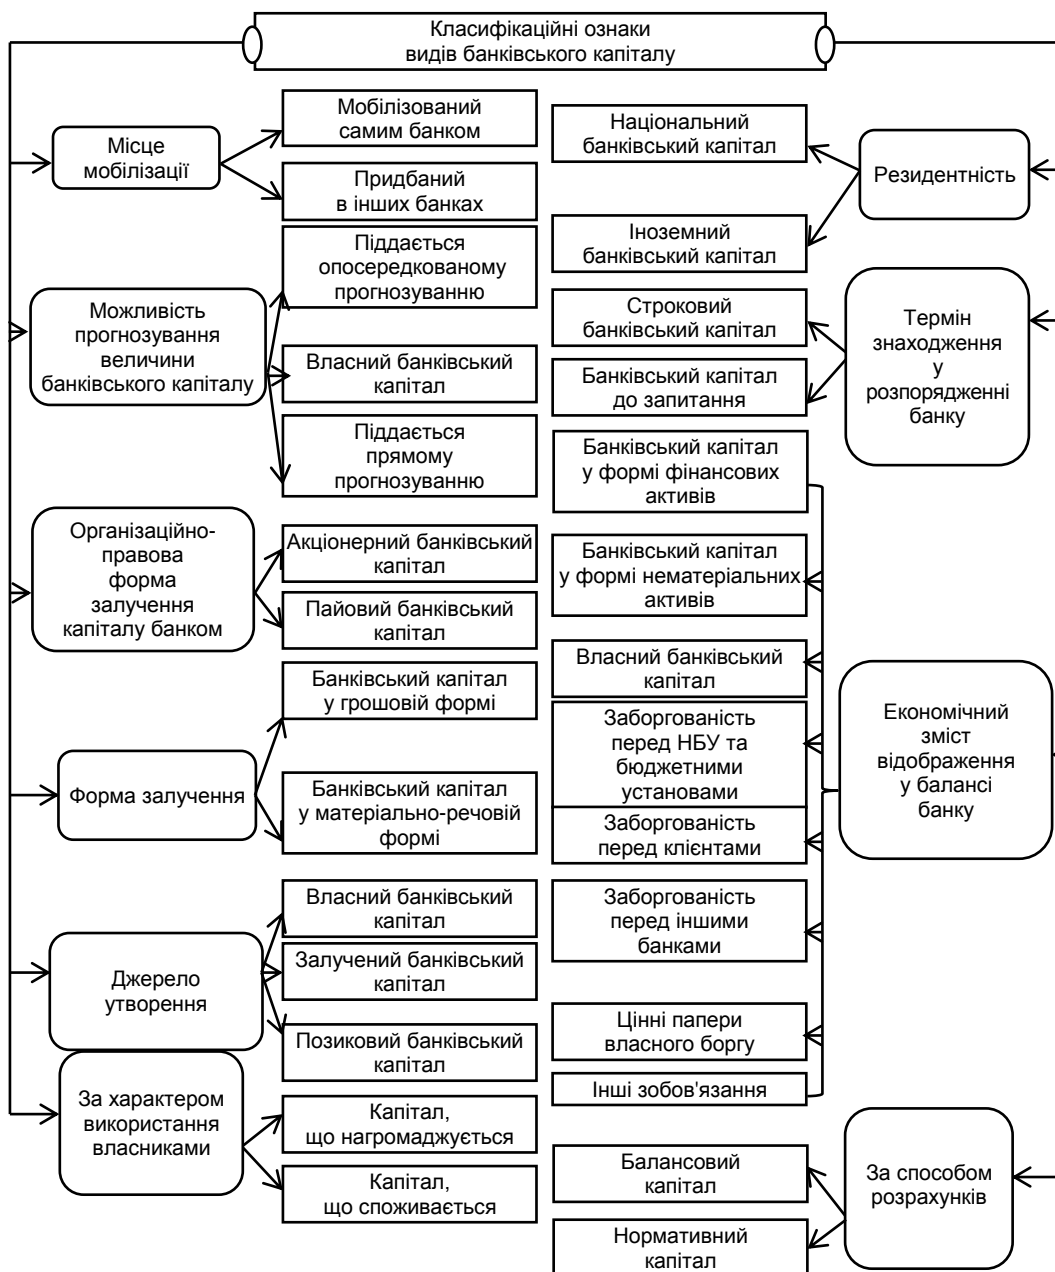 Класифікаційні ознаки
видів банківського капіталу
Місце
мобілізації
Мобілізований
самим банком
Придбаний
в інших банках
Можливість
прогнозування
величини
банківського капіталу
Піддається
опосередкованому
прогнозуванню
Власний банківський
капітал
Піддається
прямому
прогнозуванню
Організаційно-
правова
форма
залучення
капіталу банком
Акціонерний банківський
капітал
Пайовий банківський
капітал
Форма залучення
Банківський капітал
у грошовій формі
Банківський капітал
у матеріально-речовій
формі
Джерело
утворення
Власний банківський
капітал
Залучений банківський
капітал
Позиковий банківський
капітал
За характером
використання
власниками
Капітал,
що нагромаджується
Капітал,
що споживається
Національний
банківський капітал
Іноземний
банківський капітал
Резидентність
Строковий
банківський капітал
Банківський капітал
до запитання
Термін
знаходження
у
розпорядженні
банку
Банківський капітал
у формі фінансових
активів
Банківський капітал
у формі нематеріальних
активів
Власний банківський
капітал
Заборгованість
перед НБУ та
бюджетними
установами
Заборгованість
перед клієнтами
Заборгованість
перед іншими
банками
Цінні папери
власного боргу
Інші зобов'язання
Економічний
зміст
відображення
у балансі
банку
Балансовий
капітал
Нормативний
капітал
За способом
розрахунків